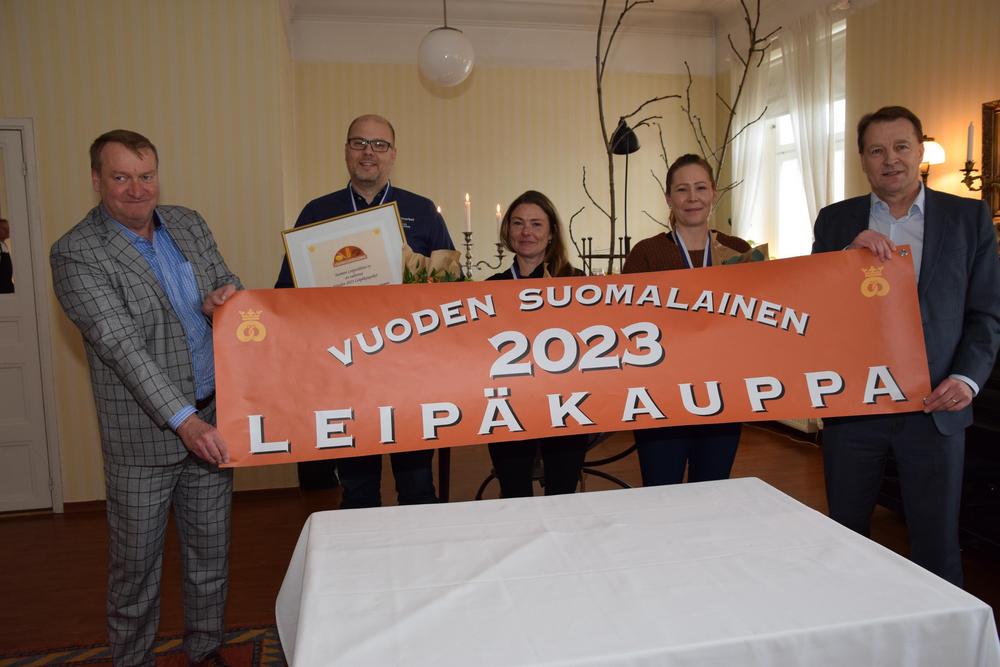 VUODEN SUOMALAINEN
2023
LEIPÄKAUPPA